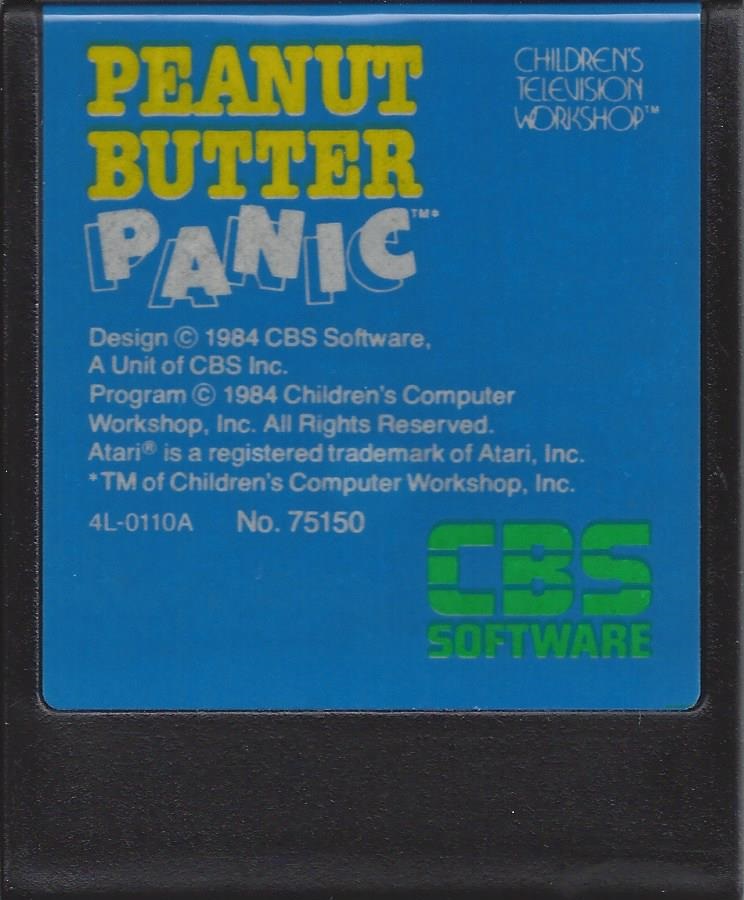 PEANUT
BUTTER
PANIC™*
CHILDREN'S
TELEVISION
WORKSHOP™
Design © 1984 CBS Software,
A Unit of CBS Inc.
Program © 1984 Children's Computer
Workshop, Inc. All Rights Reserved.
Atari® is a registered trademark of Atari, Inc.
*TM of Children's Computer Workshop, Inc.
4L-0110A No. 75150
CBS
SOFTWARE